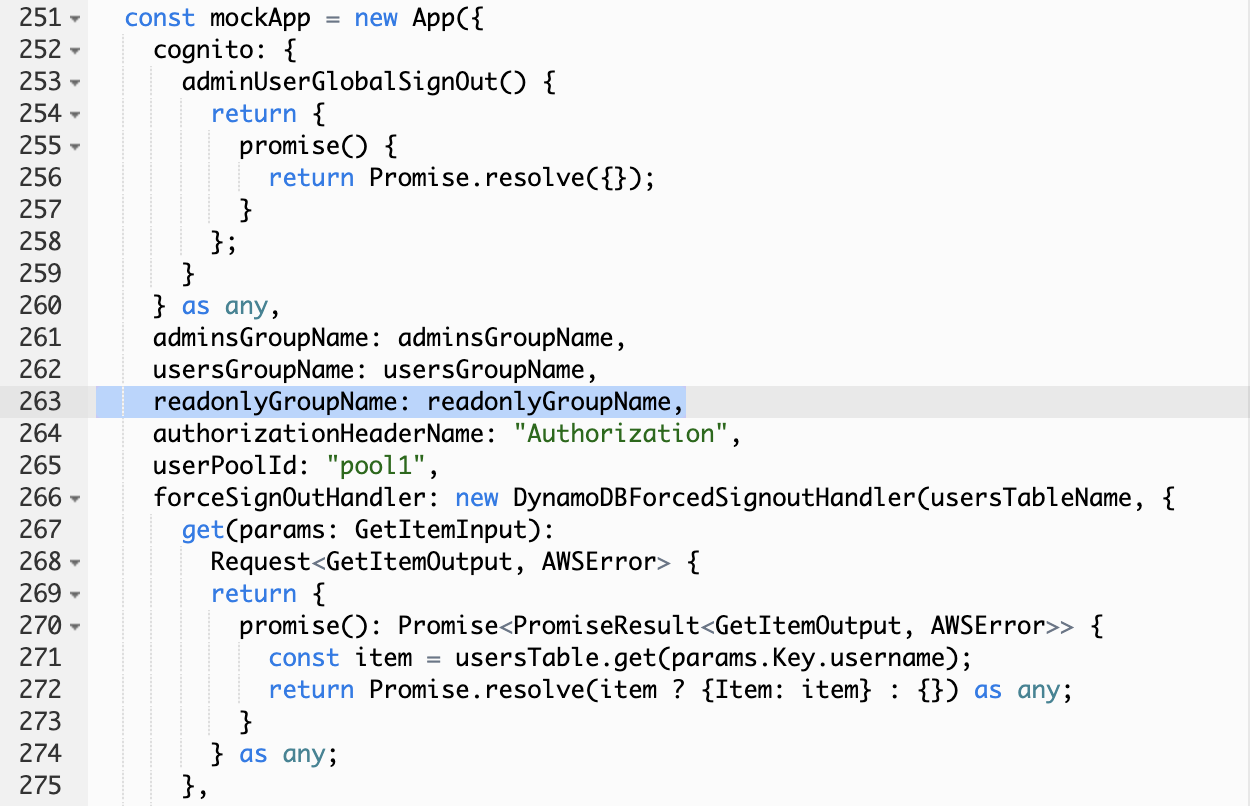 251 const mockApp = new App({
252 cognito: {
253 adminUserGlobalSignOut() {
254 return {
255 promise() {
256 return Promise.resolve({});
257 }
258 };
259 }
260 } as any,
261 adminsGroupName: adminsGroupName,
262 usersGroupName: usersGroupName,
263 readonlyGroupName: readonlyGroupName,
264 authorizationHeaderName: "Authorization",
265 userPoolId: "pool1",
266 forceSignOutHandler: new DynamoDBForcedSignoutHandler(usersTableName, {
267 get(params: GetItemInput):
268 Request<GetItemOutput, AWSError> {
269 return {
270 promise(): Promise<PromiseResult<GetItemOutput, AWSError>> {
271 const item = usersTable.get(params.Key.username);
272 return Promise.resolve(item ? {Item: item} : {}) as any;
273 }
274 } as any;
275 },